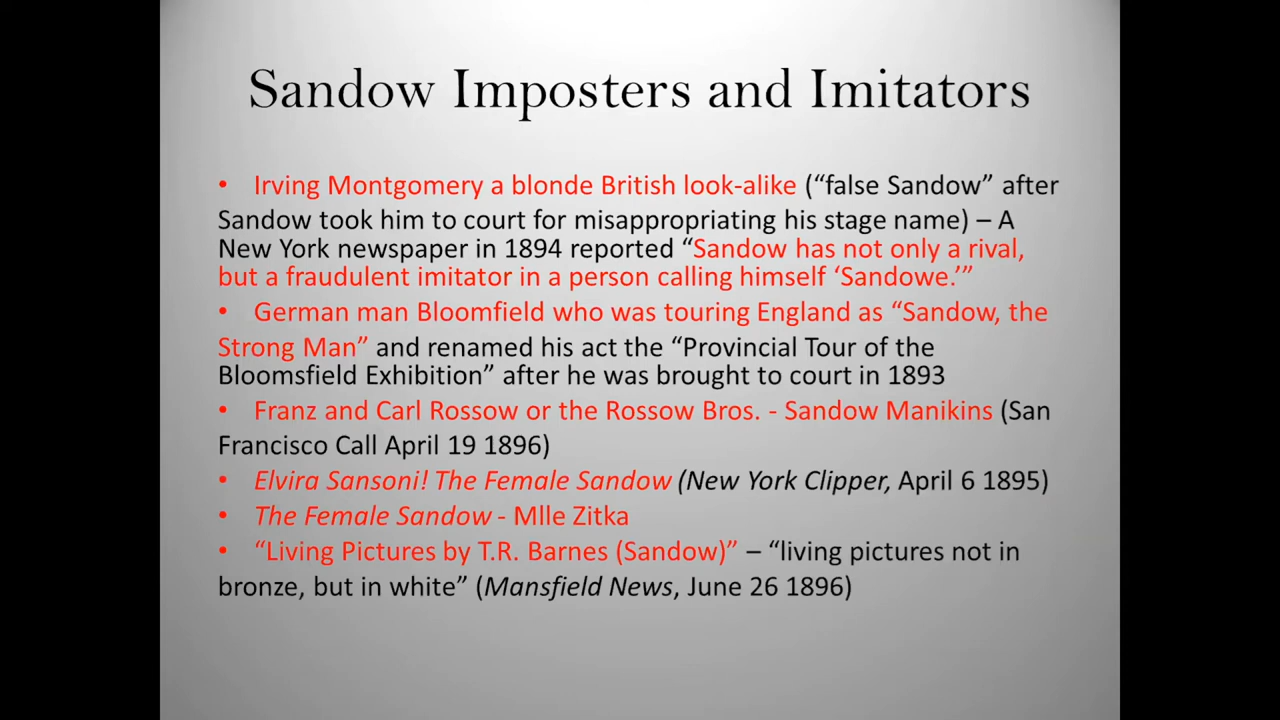 Sandow Imposters and Imitators
• Irving Montgomery a blonde British look-alike (“false Sandow” after
Sandow took him to court for misappropriating his stage name) – A
New York newspaper in 1894 reported “Sandow has not only a rival,
but a fraudulent imitator in a person calling himself ‘Sandowe.’”
• German man Bloomfield who was touring England as “Sandow, the
Strong Man” and renamed his act the “Provincial Tour of the
Bloomsfield Exhibition” after he was brought to court in 1893
• Franz and Carl Rossow or the Rossow Bros. - Sandow Manikins (San
Francisco Call April 19 1896)
• Elvira Sansoni! The Female Sandow (New York Clipper, April 6 1895)
• The Female Sandow - Mlle Zitka
• “Living Pictures by T.R. Barnes (Sandow)” – “living pictures not in
bronze, but in white” (Mansfield News, June 26 1896)